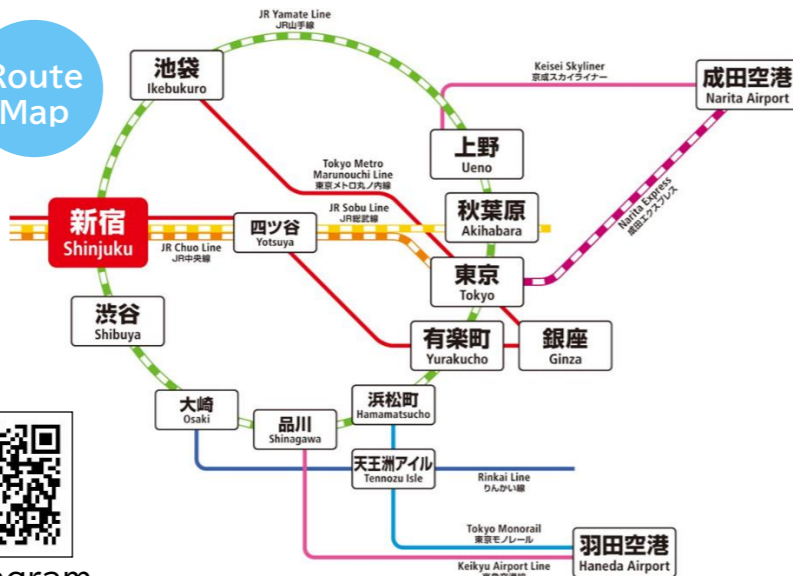 Route
Map
JR Yamate Line
JR山手線
池袋
Ikebukuro
Keisei Skyliner
京成スカイライナー
成田空港
Narita Airport
上野
Ueno
Tokyo Metro
Marunouchi Line
東京メトロ丸ノ内線
Narita Express
成田エクスプレス
新宿
Shinjuku
JR Chuo Line
JR中央線
四ツ谷
Yotsuya
JR Sobu Line
JR総武線
秋葉原
Akihabara
東京
Tokyo
渋谷
Shibuya
有楽町
Yurakucho
銀座
Ginza
大崎
Osaki
品川
Shinagawa
浜松町
Hamamatsucho
天王洲アイル
Tennozu Isle
Rinkai Line
りんかい線
Tokyo Monorail
東京モノレール
羽田空港
Haneda Airport
Keikyu Airport Line